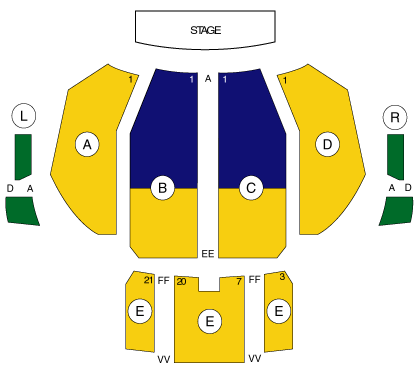 STAGE
1 1 A 1 1
L R
A D
B C
D A A D
EE
21 FF 20 7 FF 3
E E E
VV VV